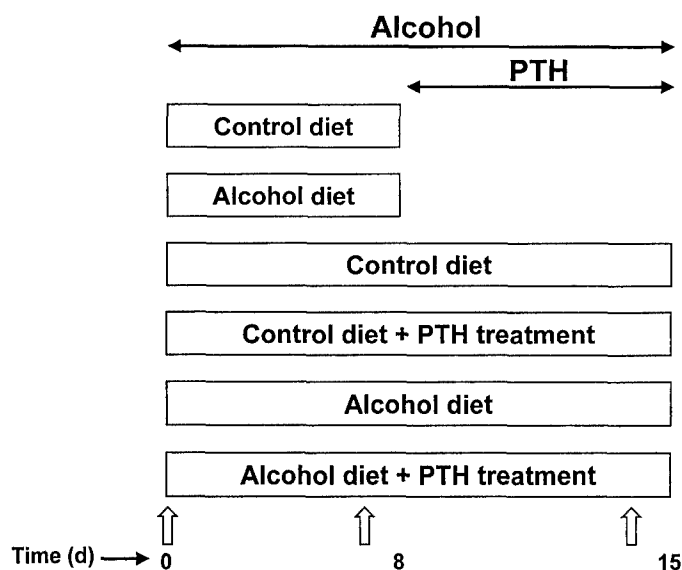 Alcohol
PTH
Control diet
Alcohol diet
Control diet
Control diet + PTH treatment
Alcohol diet
Alcohol diet + PTH treatment
Time (d) 0 8 15